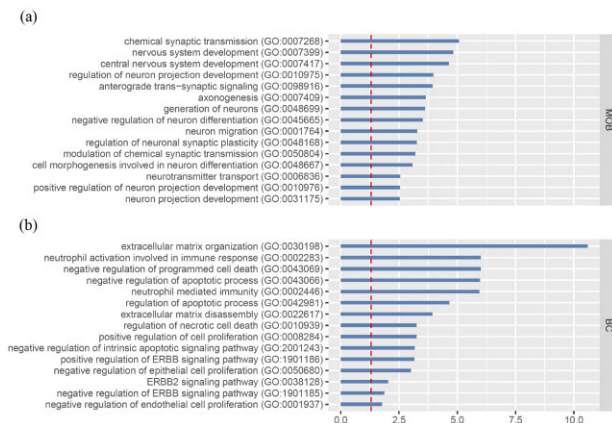 (a)
chemical synaptic transmission (GO:0007268)
nervous system development (GO:0007399)
central nervous system development (GO:0007417)
regulation of neuron projection development (GO:0010975)
anterograde trans−synaptic signaling (GO:0098916)
axonogenesis (GO:0007409)
generation of neurons (GO:0048699)
negative regulation of neuron differentiation (GO:0045665)
neuron migration (GO:0001764)
regulation of neuronal synaptic plasticity (GO:0048168)
modulation of chemical synaptic transmission (GO:0050804)
cell morphogenesis involved in neuron differentiation (GO:0048667)
neurotransmitter transport (GO:0006836)
positive regulation of neuron projection development (GO:0010976)
neuron projection development (GO:0031175)
MOB
(b)
extracellular matrix organization (GO:0030198)
neutrophil activation involved in immune response (GO:0002283)
negative regulation of programmed cell death (GO:0043069)
negative regulation of apoptotic process (GO:0043066)
neutrophil mediated immunity (GO:0002446)
regulation of apoptotic process (GO:0042981)
extracellular matrix disassembly (GO:0022617)
regulation of necrotic cell death (GO:0010939)
positive regulation of cell proliferation (GO:0008284)
negative regulation of intrinsic apoptotic signaling pathway (GO:2001243)
positive regulation of ERBB signaling pathway (GO:1901186)
negative regulation of epithelial cell proliferation (GO:0050680)
ERBB2 signaling pathway (GO:0038128)
negative regulation of ERBB signaling pathway (GO:1901185)
negative regulation of endothelial cell proliferation (GO:0001937)
BC
0.0 2.5 5.0 7.5 10.0